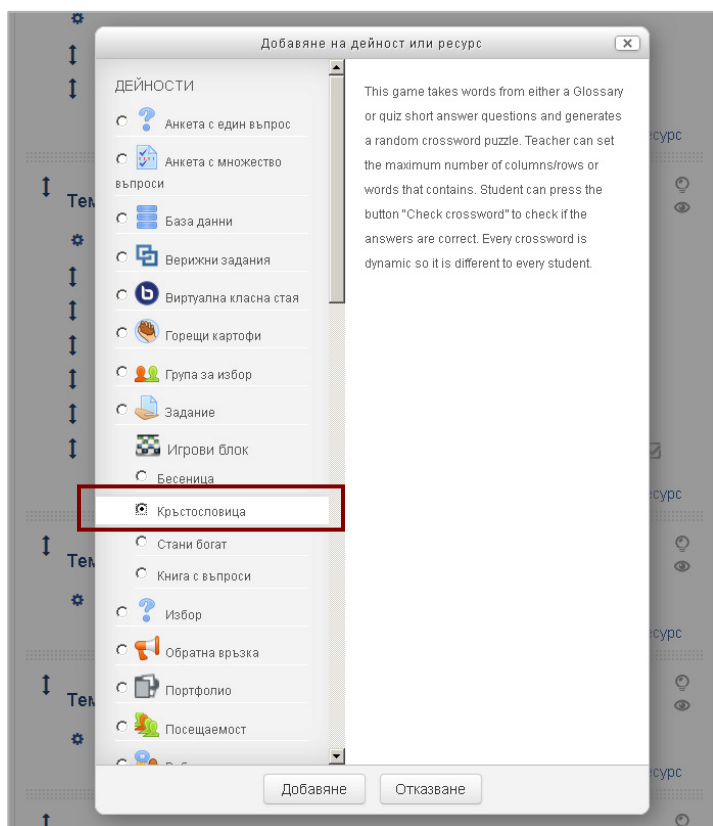 Добавяне на дейност или ресурс
ДЕЙНОСТИ
Анкета с един въпрос
Анкета с множество
въпроси
База данни
Верижни задания
Виртуална класна стая
Горещи картофи
Група за избор
Задание
Игрови блок
Бесеница
Кръстословица
Стани богат
Книга с въпроси
Избор
Обратна връзка
Портфолио
Посещаемост
This game takes words from either a Glossary
or quiz short answer questions and generates
a random crossword puzzle. Teacher can set
the maximum number of columns/rows or
words that contains. Student can press the
button "Check crossword" to check if the
answers are correct. Every crossword is
dynamic so it is different to every student.
Добавяне
Отказване
Тем
Тем
Тем
есурс
есурс
есурс
есурс